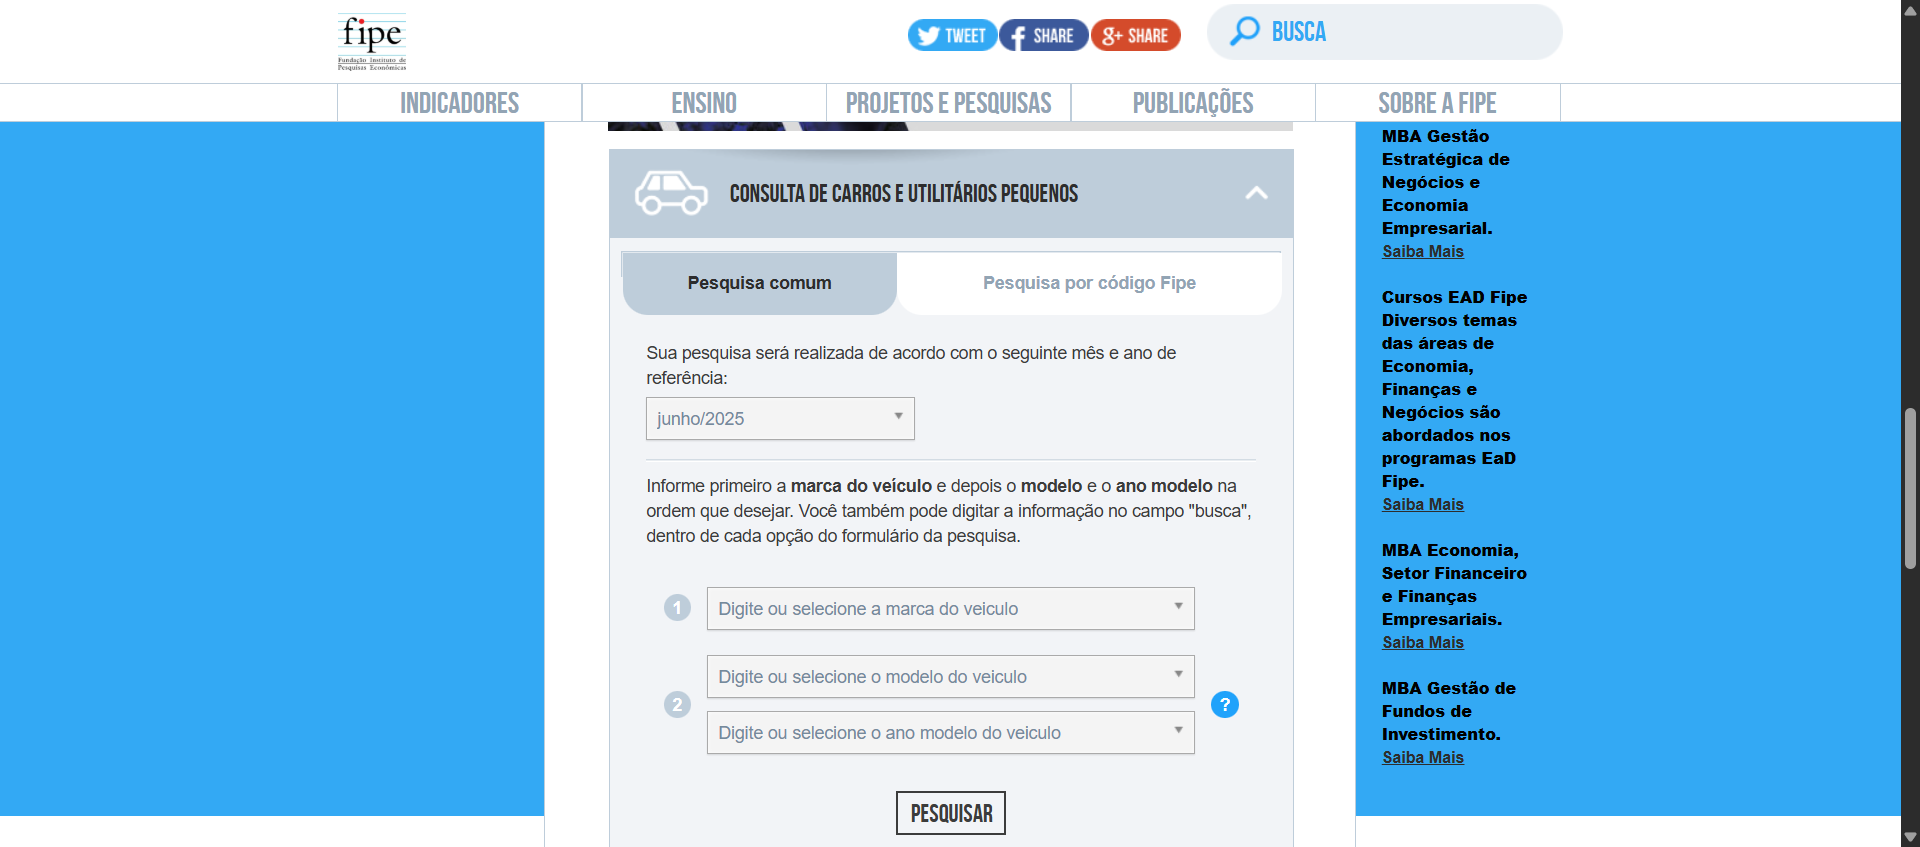 fipe
Fundação Instituto de
Pesquisas Econômicas
TWEET
SHARE
SHARE
BUSCA
INDICADORES
ENSINO
PROJETOS E PESQUISAS
PUBLICAÇÕES
SOBRE A FIPE
CONSULTA DE CARROS E UTILITÁRIOS PEQUENOS
Pesquisa comum
Pesquisa por código Fipe
Sua pesquisa será realizada de acordo com o seguinte mês e ano de
referência:
junho/2025
Informe primeiro a marca do veículo e depois o modelo e o ano modelo na
ordem que desejar. Você também pode digitar a informação no campo "busca",
dentro de cada opção do formulário da pesquisa.
1
Digite ou selecione a marca do veiculo
2
Digite ou selecione o modelo do veiculo
Digite ou selecione o ano modelo do veiculo
?
PESQUISAR
MBA Gestão
Estratégica de
Negócios e
Economia
Empresarial.
Saiba Mais
Cursos EAD Fipe
Diversos temas
das áreas de
Economia,
Finanças e
Negócios são
abordados nos
programas EaD
Fipe.
Saiba Mais
MBA Economia,
Setor Financeiro
e Finanças
Empresariais.
Saiba Mais
MBA Gestão de
Fundos de
Investimento.
Saiba Mais